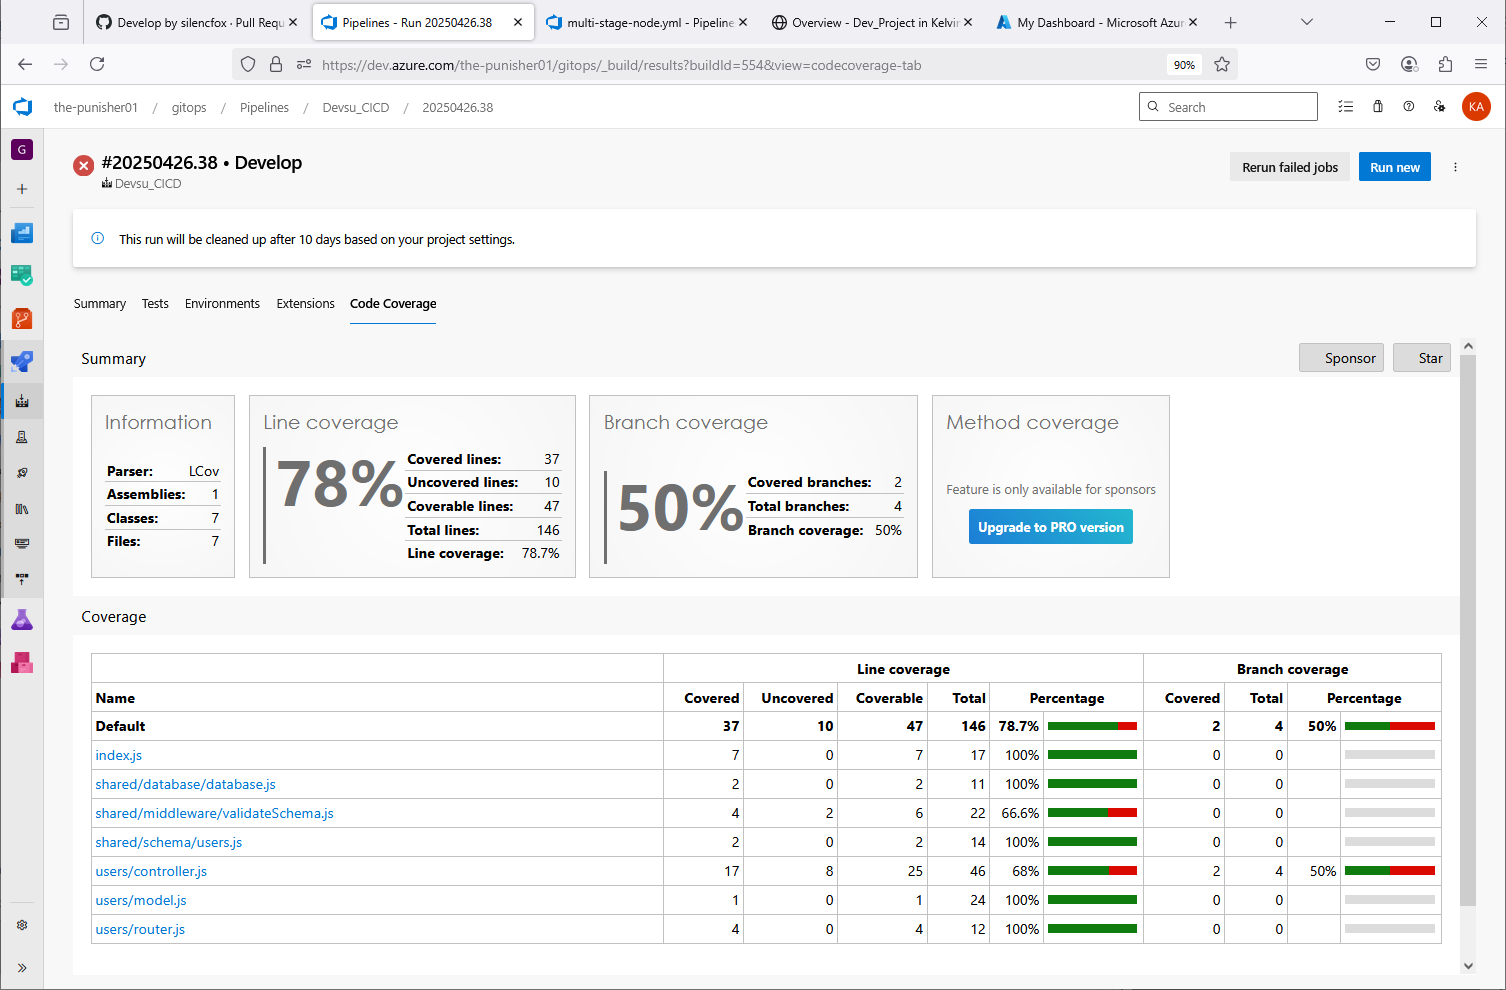 Develop by silencfox · Pull Requ
Pipelines - Run 20250426.38
multi-stage-node.yml - Pipeline
Overview - Dev_Project in Kelvir
My Dashboard - Microsoft Azur
https://dev.azure.com/the-punisher01/gitops/_build/results?buildId=554&view=codecoverage-tab
90%
the-punisher01 / gitops / Pipelines / Devsu_CICD / 20250426.38
Search
KA
G
#20250426.38 • Develop
Devsu_CICD
Rerun failed jobs
Run new
This run will be cleaned up after 10 days based on your project settings.
Summary Tests Environments Extensions Code Coverage
Summary
Sponsor
Star
Information
Parser: LCov
Assemblies: 1
Classes: 7
Files: 7
Line coverage
78%
Covered lines: 37
Uncovered lines: 10
Coverable lines: 47
Total lines: 146
Line coverage: 78.7%
Branch coverage
50%
Covered branches: 2
Total branches: 4
Branch coverage: 50%
Method coverage
Feature is only available for sponsors
Upgrade to PRO version
Coverage
Line coverage Branch coverage
Name Covered Uncovered Coverable Total Percentage Covered Total Percentage
Default 37 10 47 146 78.7% 2 4 50%
index.js 7 0 7 17 100% 0 0
shared/database/database.js 2 0 2 11 100% 0 0
shared/middleware/validateSchema.js 4 2 6 22 66.6% 0 0
shared/schema/users.js 2 0 2 14 100% 0 0
users/controller.js 17 8 25 46 68% 2 4 50%
users/model.js 1 0 1 24 100% 0 0
users/router.js 4 0 4 12 100% 0 0